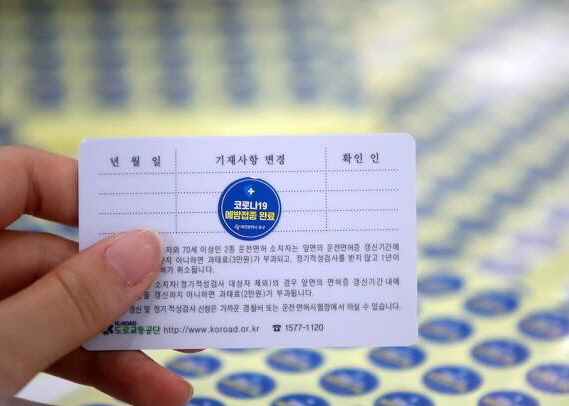 년 월 일 기재사항 변경 확인 인
코로나19
예방접종 완료
대전광역시
자와 70세 이상인 2종 운전면허 소지자는 앞면의 운전면허증 갱신기간에
자 아니하면 과태료(3만원)가 부과되고, 정기적성검사를 받지 않고 1년이
허가 취소됩니다.
소지자(정기적성검사 대상자 제외)의 경우 앞면의 면허증 갱신기간 내에
갱신하지 아니하면 과태료(2만원)가 부과됩니다.
갱신 및 정기 적성검사 신청은 가까운 경찰서 또는 운전면허시험장에서 하실 수 있습니다.
KOROAD
도로교통공단 http://www.koroad.or.kr ☎ 1577-1120